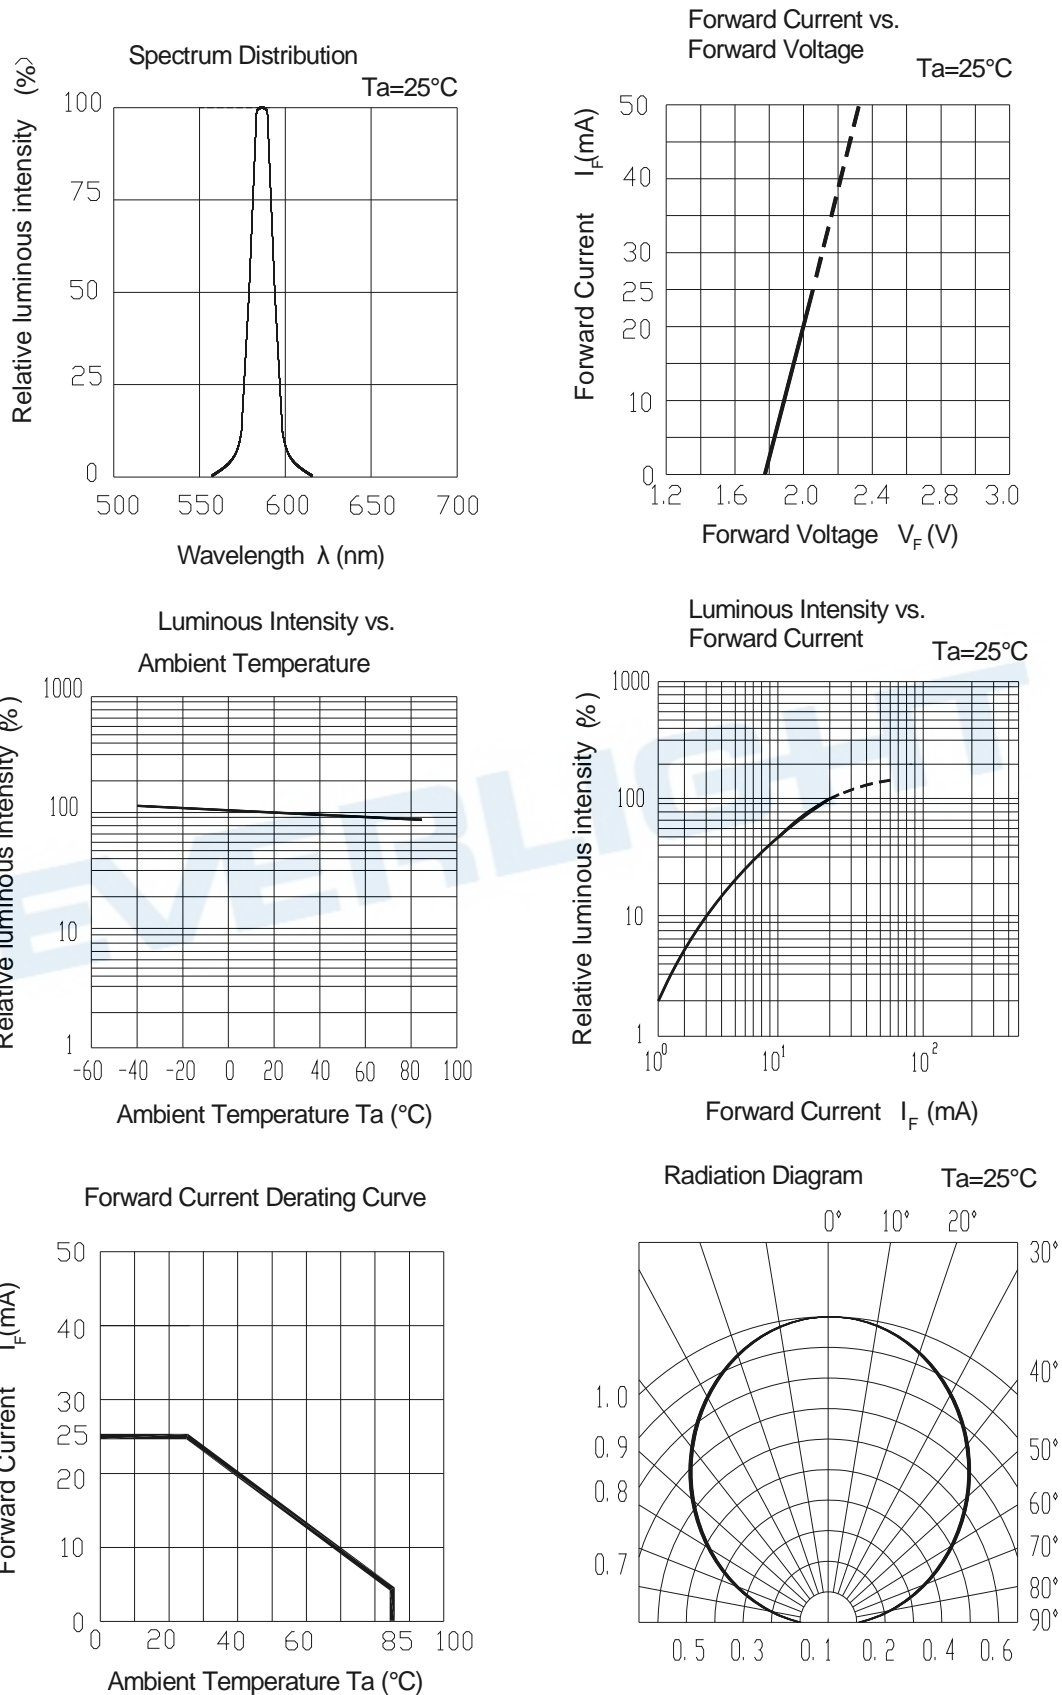 Spectrum Distribution
Ta=25°C
Relative luminous intensity (%)
100
75
50
25
0
500 550 600 650 700
Wavelength λ (nm)
Forward Current vs.
Forward Voltage
Ta=25°C
Forward Current IF(mA)
50
40
30
25
20
10
0
1.2 1.6 2.0 2.4 2.8 3.0
Forward Voltage VF (V)
Luminous Intensity vs.
Ambient Temperature
Relative luminous intensity (%)
1000
100
10
1
-60 -40 -20 0 20 40 60 80 100
Ambient Temperature Ta (°C)
Luminous Intensity vs.
Forward Current
Ta=25°C
Relative luminous intensity (%)
1000
100
10
1
10⁰ 10¹ 10²
Forward Current IF (mA)
EVERLIGHT
Forward Current Derating Curve
Forward Current IF(mA)
50
40
30
25
20
10
0
0 20 40 60 85 100
Ambient Temperature Ta (°C)
Radiation Diagram
Ta=25°C
0° 10° 20°
30°
40°
50°
60°
70°
80°
90°
1.0
0.9
0.8
0.7
0.5 0.3 0.1 0.2 0.4 0.6